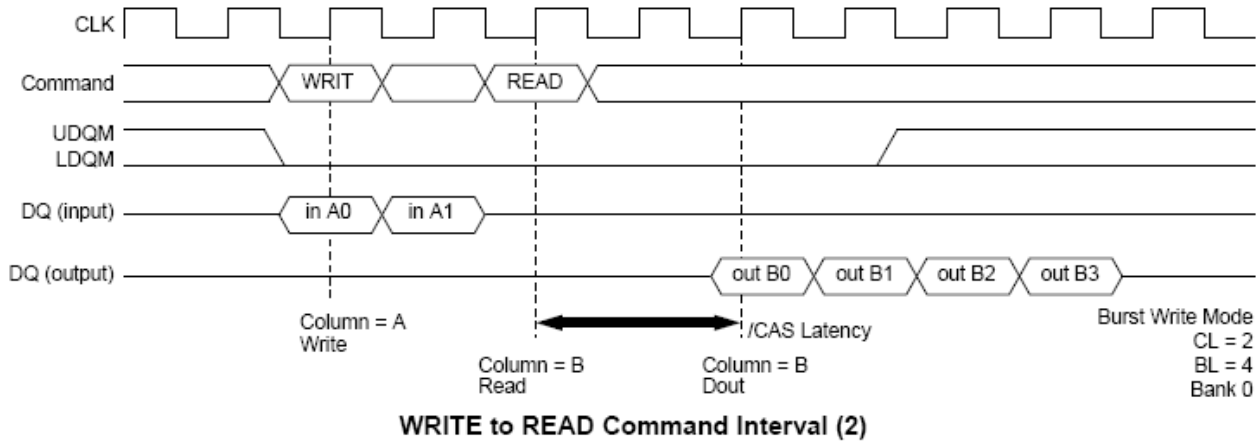 CLK
Command
WRIT
READ
UDQM
LDQM
DQ (input)
in A0
in A1
DQ (output)
out B0
out B1
out B2
out B3
Column = A
Write
/CAS Latency
Column = B
Read
Column = B
Dout
Burst Write Mode
CL = 2
BL = 4
Bank 0
WRITE to READ Command Interval (2)